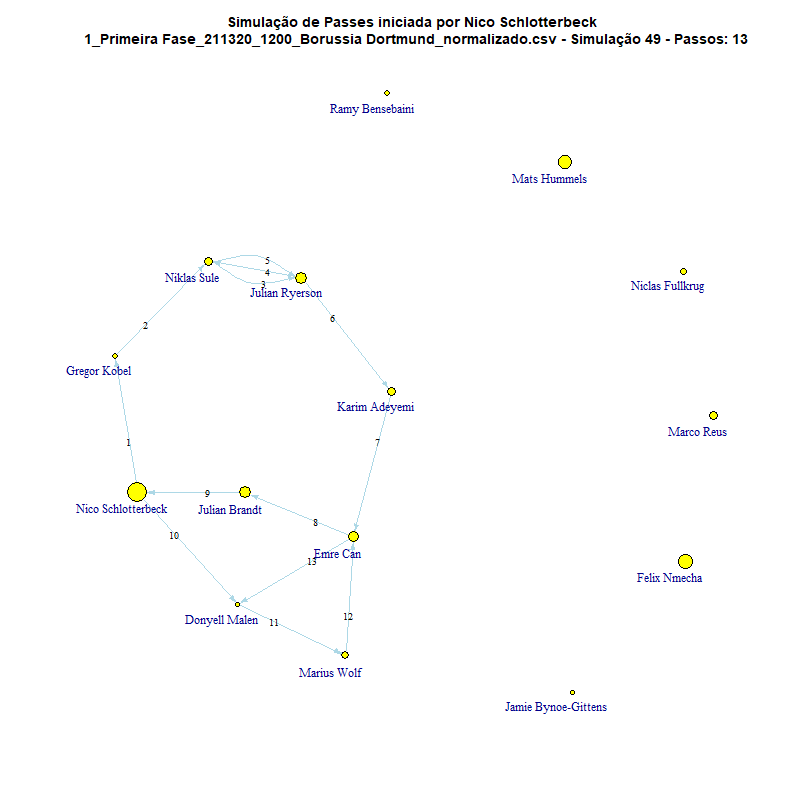 Simulação de Passes iniciada por Nico Schlotterbeck
1_Primeira Fase_211320_1200_Borussia Dortmund_normalizado.csv - Simulação 49 - Passos: 13
Ramy Bensebaini
Mats Hummels
5
4
3
Niklas Sule
Julian Ryerson
Niclas Fullkrug
6
2
Gregor Kobel
Karim Adeyemi
Marco Reus
1
7
9
Nico Schlotterbeck
Julian Brandt
8
10
Emre Can
13
Felix Nmecha
Donyell Malen
12
11
Marius Wolf
Jamie Bynoe-Gittens